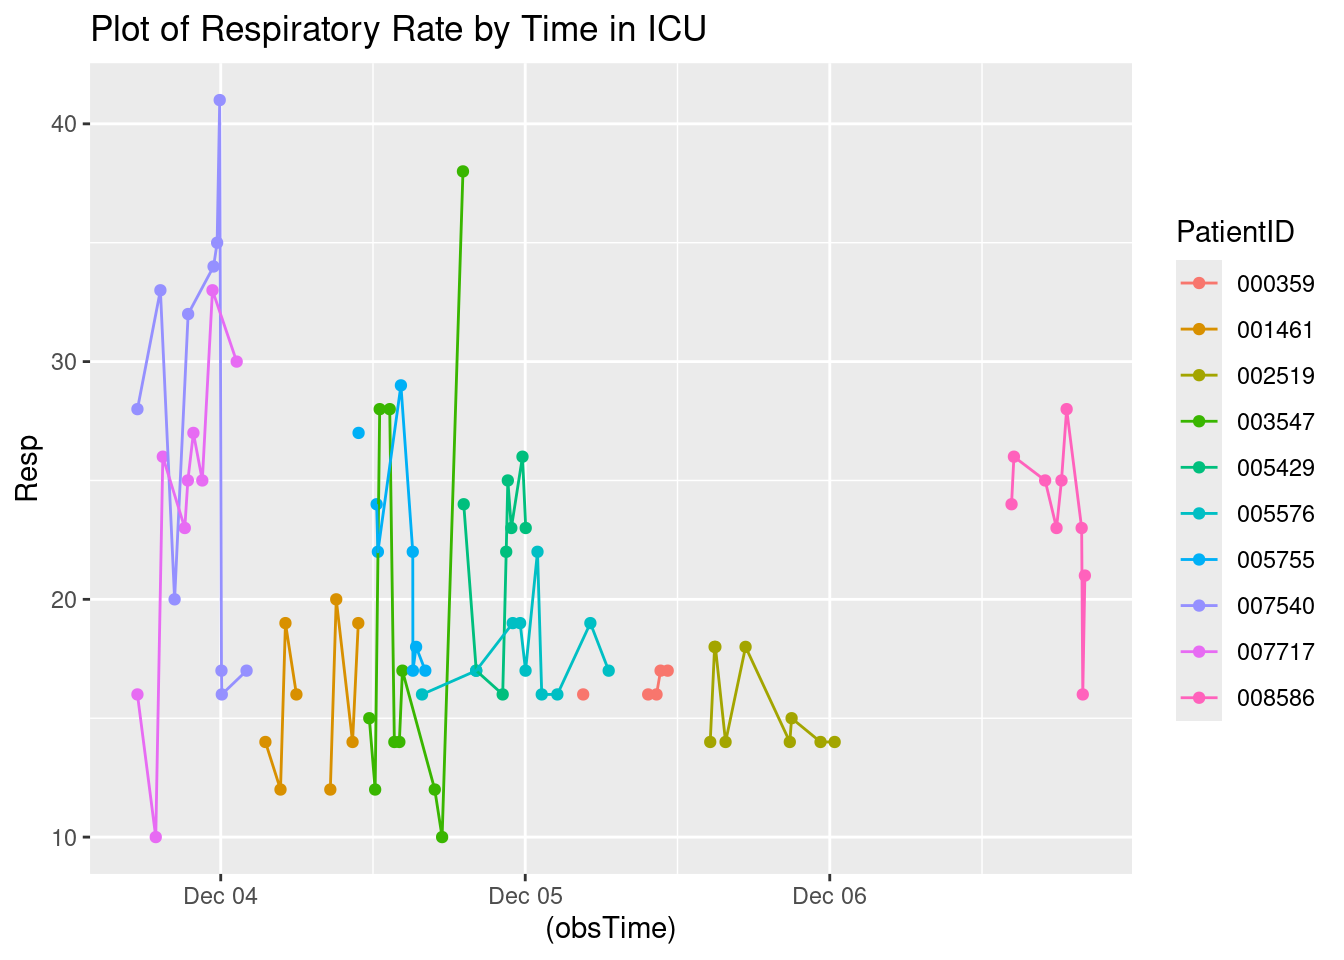 Plot of Respiratory Rate by Time in ICU
40
30
20
10
Resp
Dec 04
Dec 05
Dec 06
(obsTime)
PatientID
000359
001461
002519
003547
005429
005576
005755
007540
007717
008586